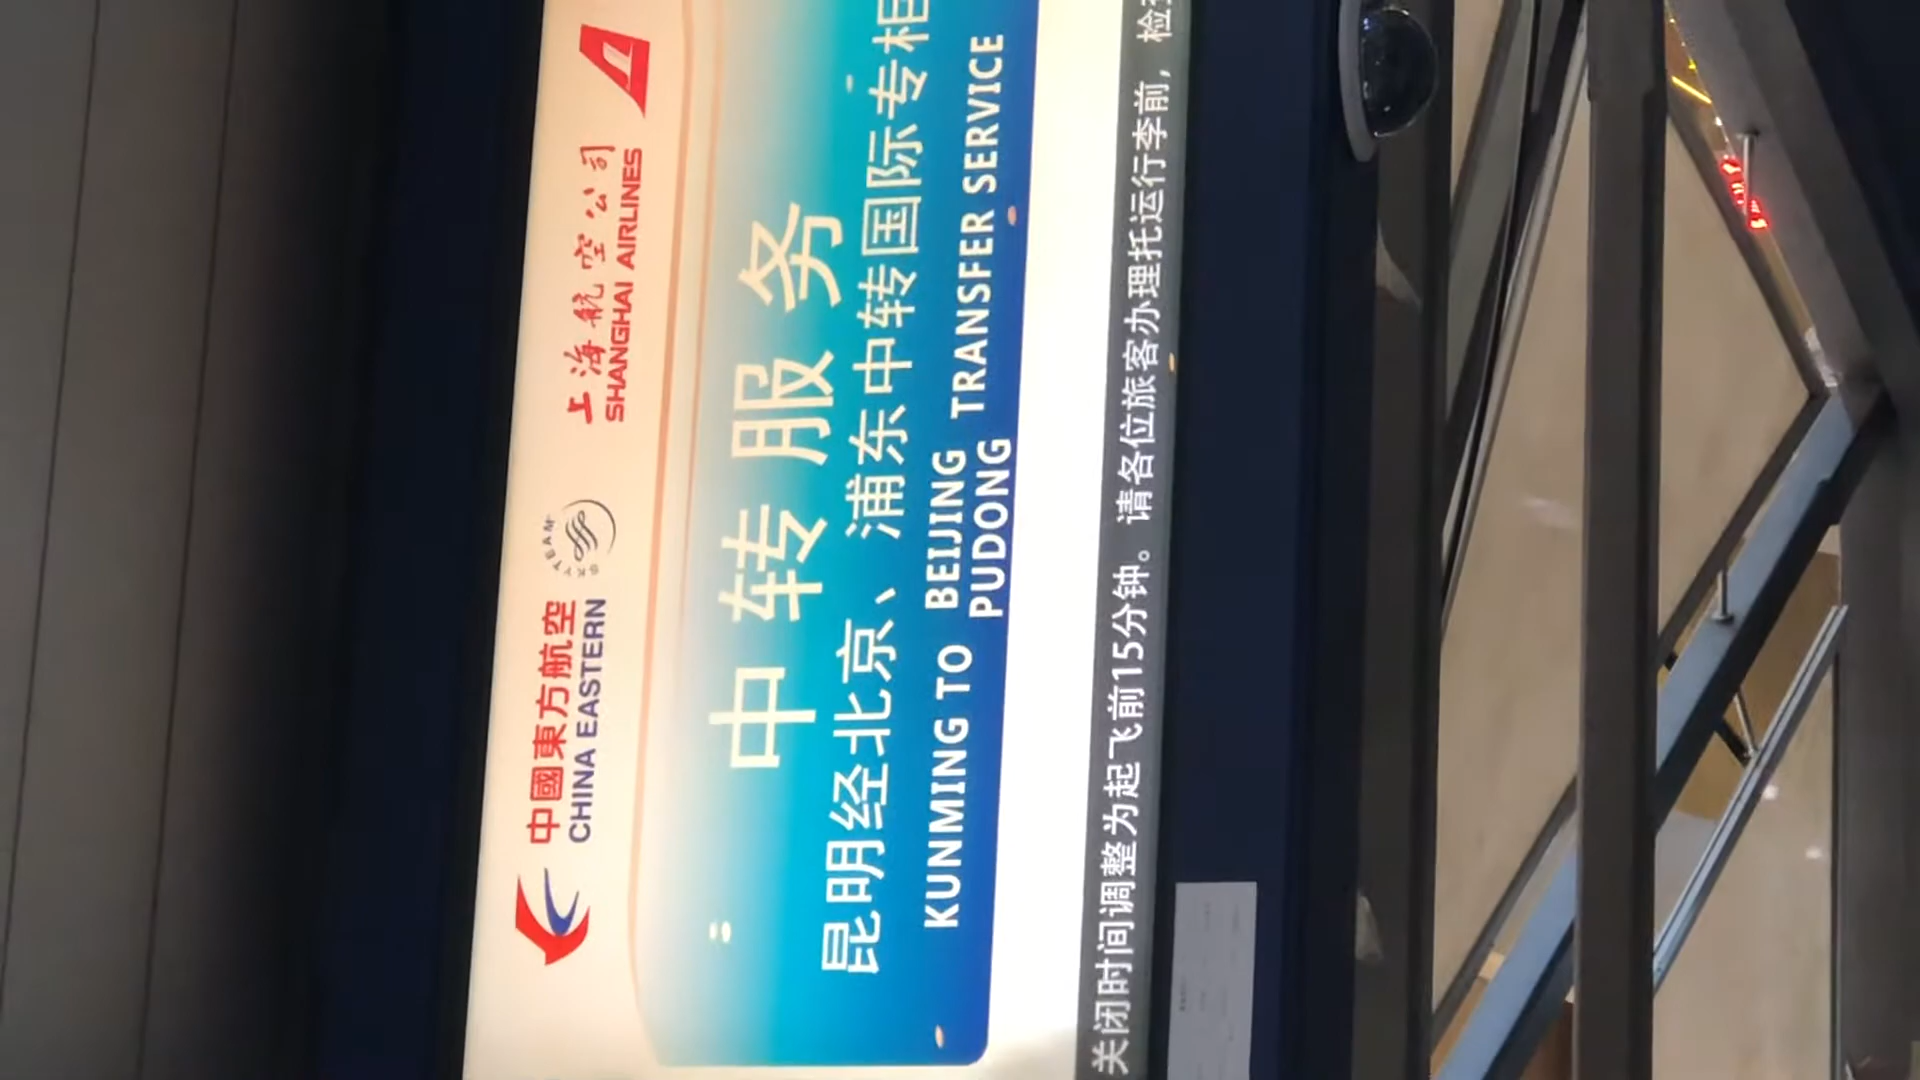 中國東方航空
CHINA EASTERN
SKYTEAM
上海航空公司
SHANGHAI AIRLINES
中转服务
昆明经北京、浦东中转国际专柜
KUNMING TO BEIJING TRANSFER SERVICE
PUDONG
关闭时间调整为起飞前15分钟。请各位旅客办理托运行李前，检